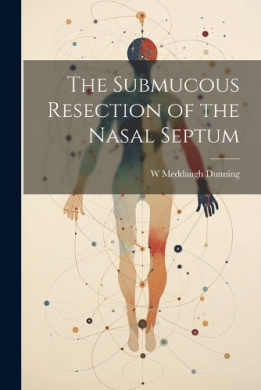 The Submucous
Resection of the
Nasal Septum
W Meddaugh Dunning